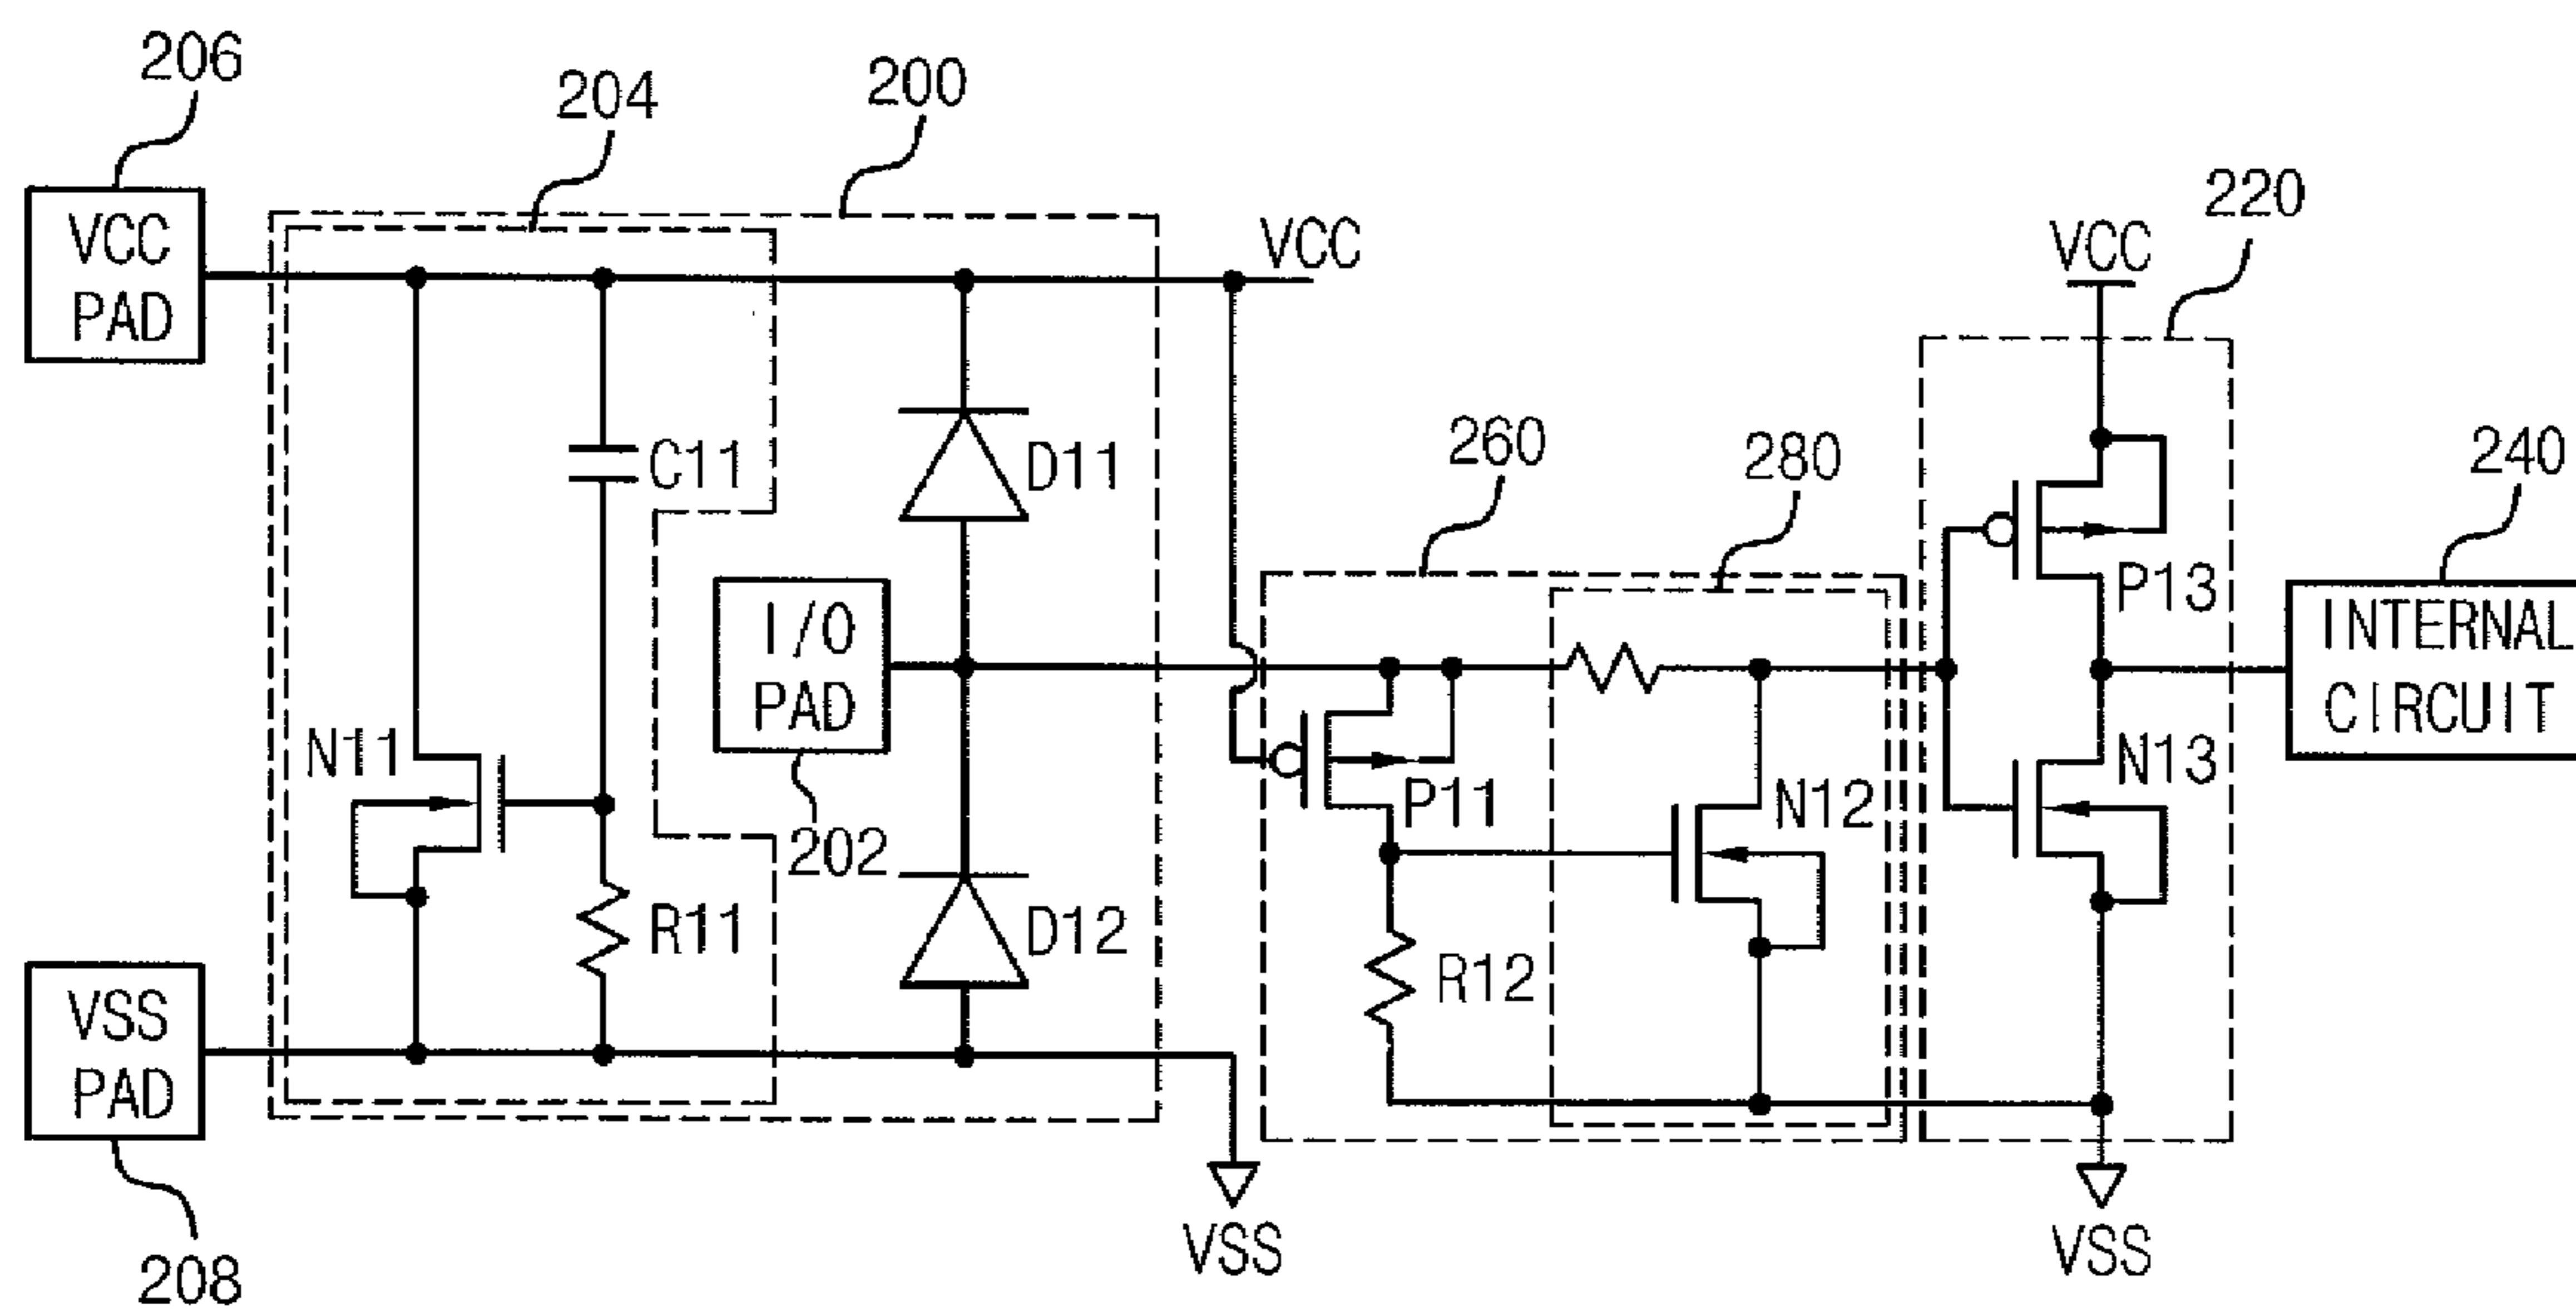 206
204
200
220
VCC
PAD
VCC
VCC
260
280
240
C11
D11
I/O
PAD
P13
INTERNAL
CIRCUIT
N11
P11
N12
N13
202
R11
D12
R12
VSS
PAD
208
VSS
VSS